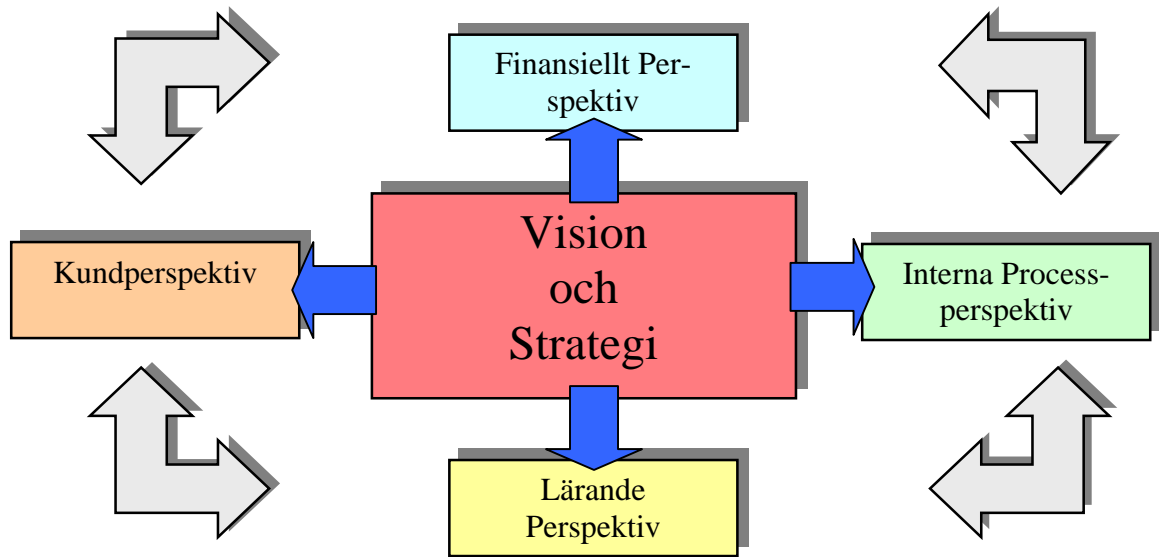 Finansiellt Per-
spektiv
Kundperspektiv
Vision
och
Strategi
Interna Process-
perspektiv
Lärande
Perspektiv